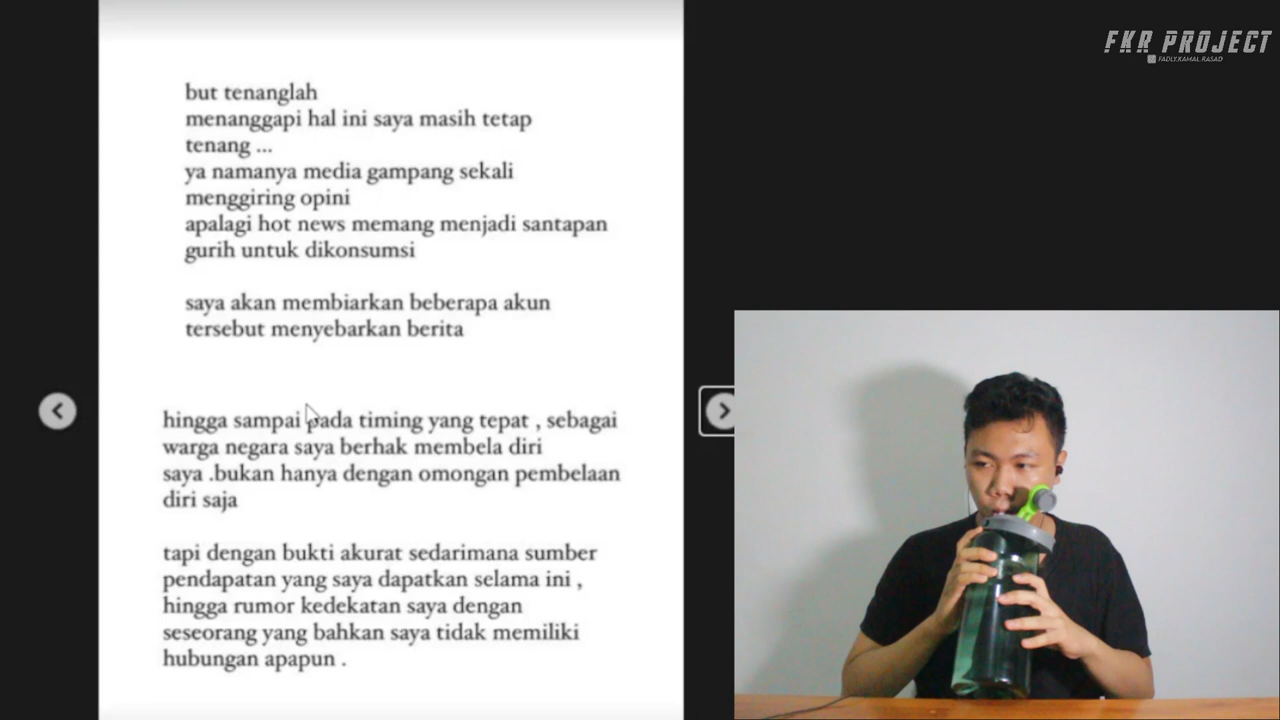 but tenanglah
menanggapi hal ini saya masih tetap
tenang ...
ya namanya media gampang sekali
menggiring opini
apalagi hot news memang menjadi santapan
gurih untuk dikonsumsi
saya akan membiarkan beberapa akun
tersebut menyebarkan berita
hingga sampai pada timing yang tepat , sebagai
warga negara saya berhak membela diri
saya .bukan hanya dengan omongan pembelaan
diri saja
tapi dengan bukti akurat sedarimana sumber
pendapatan yang saya dapatkan selama ini ,
hingga rumor kedekatan saya dengan
seseorang yang bahkan saya tidak memiliki
hubungan apapun .
FKR PROJECT
FADLY.KAMAL.RASAD